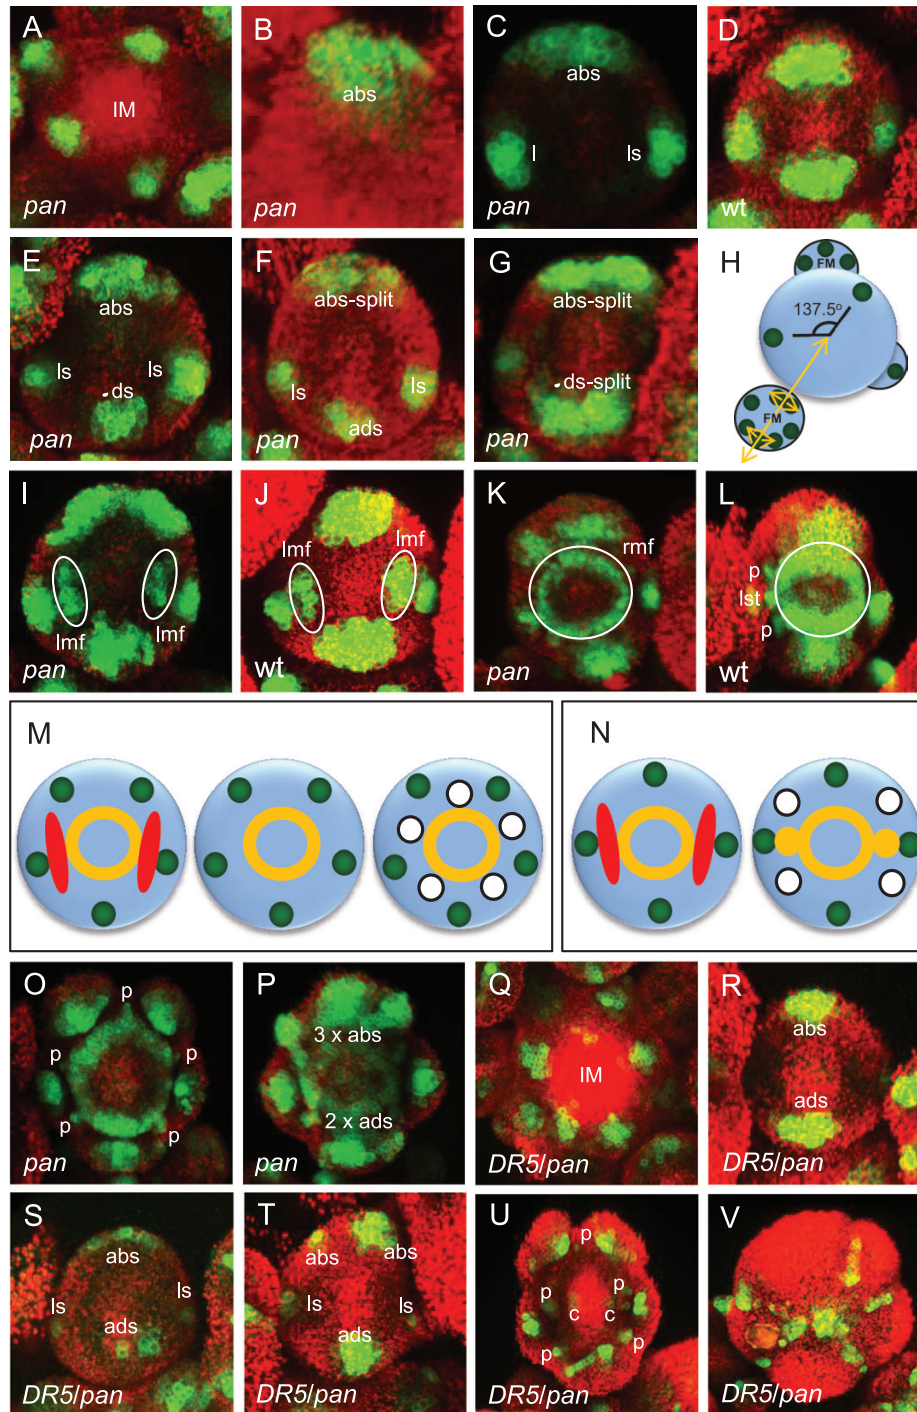 A
IM
pan
B
abs
pan
C
abs
l
ls
pan
D
wt
E
abs
ls
ls
ds
pan
F
abs-split
ls
ls
ads
pan
G
abs-split
ds-split
pan
H
FM
137.5°
FM
I
lmf
lmf
pan
J
lmf
lmf
wt
K
rmf
pan
L
p
lst
p
wt
M
N
O
p
p
p
p
p
pan
P
3 x abs
2 x ads
pan
Q
IM
DR5/pan
R
abs
ads
DR5/pan
S
abs
ls
ls
ads
DR5/pan
T
abs
abs
ls
ls
ads
DR5/pan
U
p
p
p
c
c
p
p
DR5/pan
V
DR5/pan